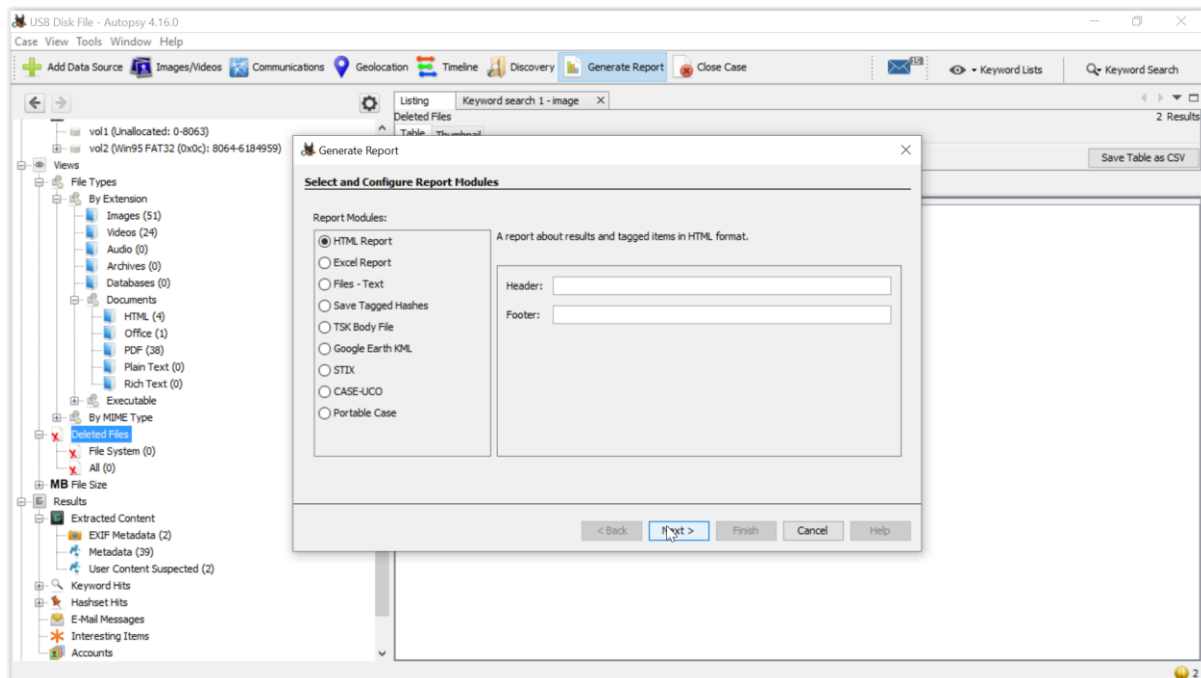 USB Disk File - Autopsy 4.16.0
Case View Tools Window Help
Add Data Source Images/Videos Communications Geolocation Timeline Discovery Generate Report Close Case 151 Keyword Lists Keyword Search
Listing Keyword search 1 - image
Deleted Files 2 Results
Table Thumbnail
Save Table as CSV
vol1 (Unallocated: 0-8063)
vol2 (Win95 FAT32 (0x0c): 8064-6184959)
Views
File Types
By Extension
Images (51)
Videos (24)
Audio (0)
Archives (0)
Databases (0)
Documents
HTML (4)
Office (1)
PDF (38)
Plain Text (0)
Rich Text (0)
Executable
By MIME Type
Deleted Files
File System (0)
All (0)
MB File Size
Results
Extracted Content
EXIF Metadata (2)
Metadata (39)
User Content Suspected (2)
Keyword Hits
Hashset Hits
E-Mail Messages
Interesting Items
Accounts
Generate Report
Select and Configure Report Modules
Report Modules:
HTML Report
Excel Report
Files - Text
Save Tagged Hashes
TSK Body File
Google Earth KML
STIX
CASE-UCO
Portable Case
A report about results and tagged items in HTML format.
Header:
Footer:
< Back Next > Finish Cancel Help
2